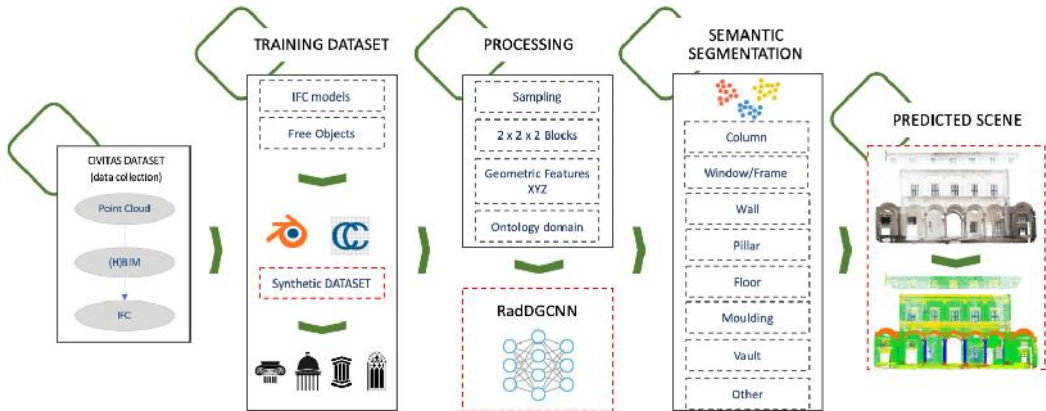 CIVITAS DATASET
(data collection)
Point Cloud
(H)BIM
IFC
TRAINING DATASET
IFC models
Free Objects
Synthetic DATASET
PROCESSING
Sampling
2 x 2 x 2 Blocks
Geometric Features
XYZ
Ontology domain
RadDGCNN
SEMANTIC
SEGMENTATION
Column
Window/Frame
Wall
Pillar
Floor
Moulding
Vault
Other
PREDICTED SCENE